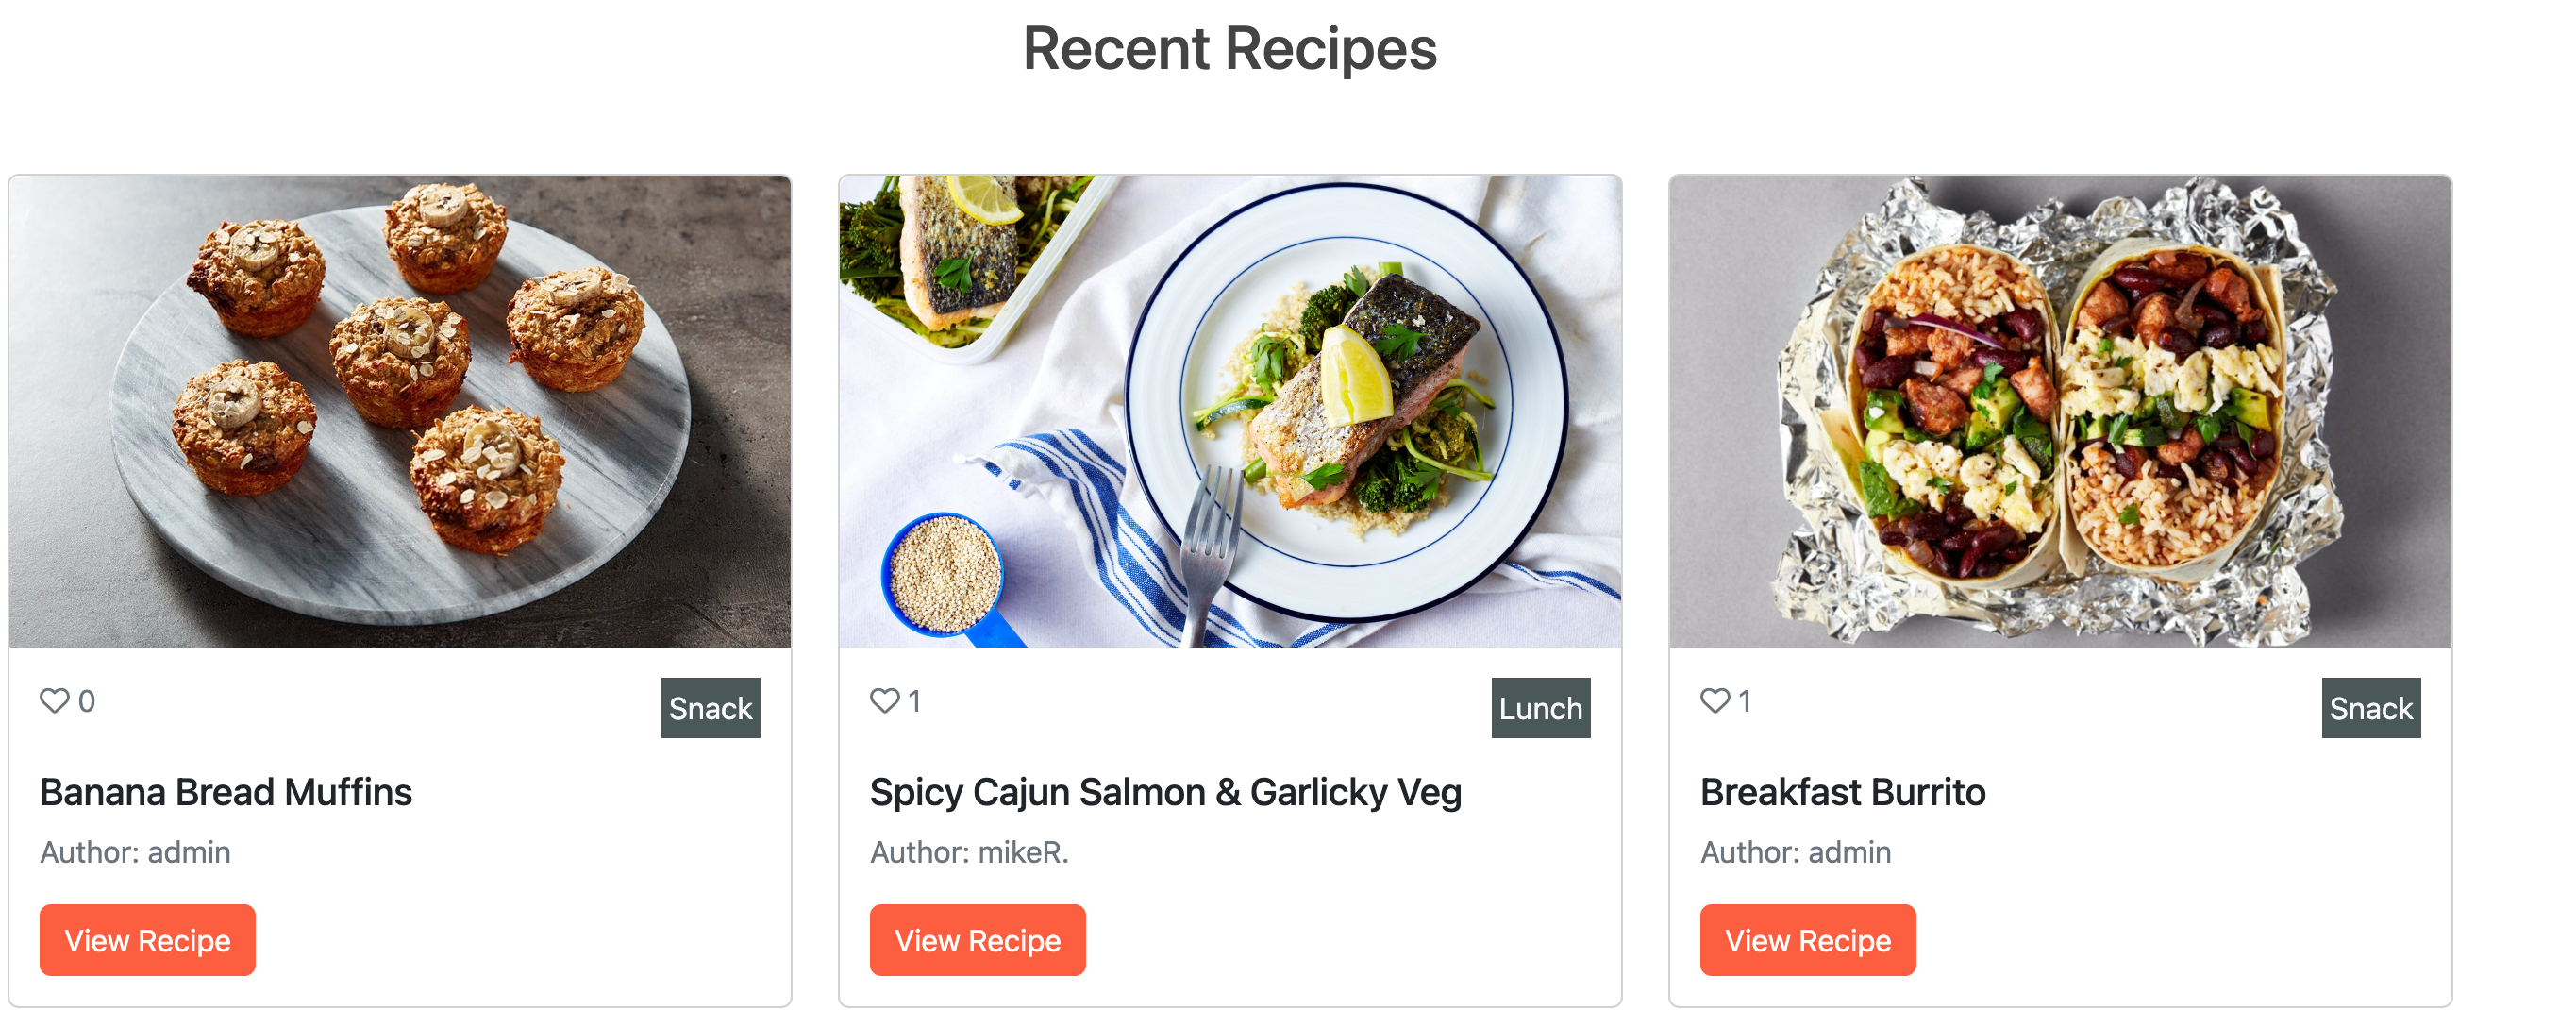 Recent Recipes
0
Snack
Banana Bread Muffins
Author: admin
View Recipe
1
Lunch
Spicy Cajun Salmon & Garlicky Veg
Author: mikeR.
View Recipe
1
Snack
Breakfast Burrito
Author: admin
View Recipe